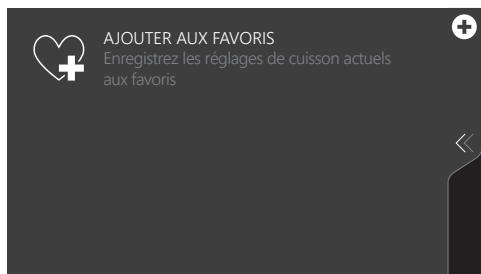 AJOUTER AUX FAVORIS
Enregistrez les réglages de cuisson actuels
aux favoris